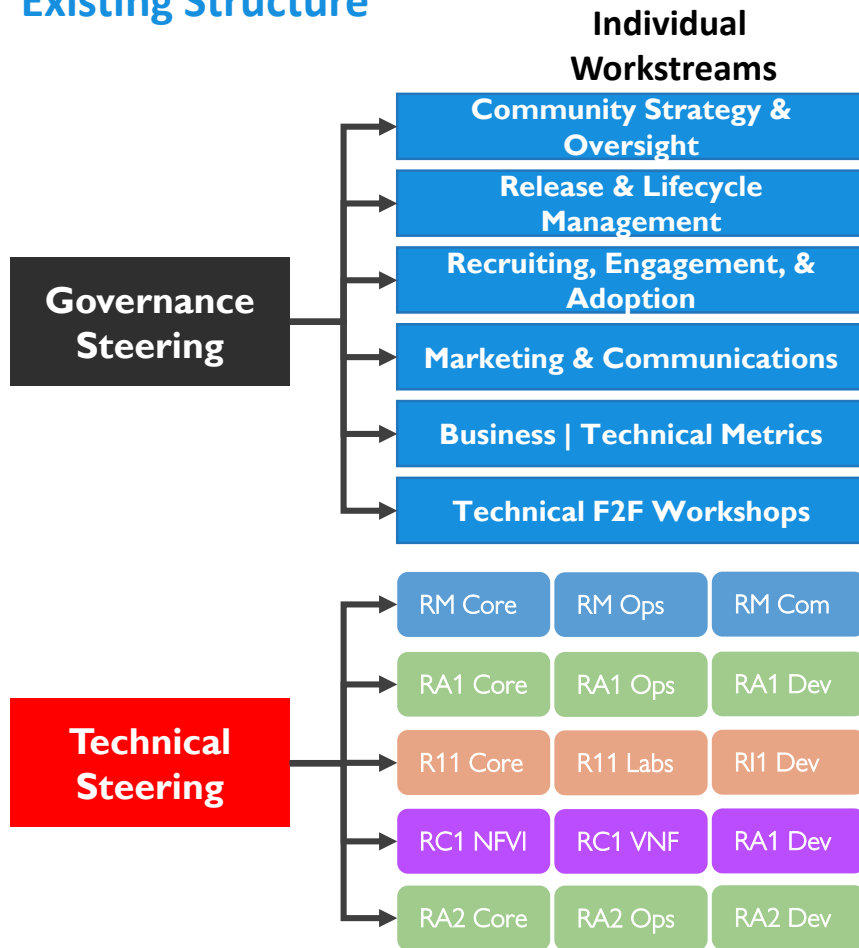 Existing Structure
Individual
Workstreams
Community Strategy &
Oversight
Release & Lifecycle
Management
Recruiting, Engagement, &
Adoption
Governance
Steering
Marketing & Communications
Business | Technical Metrics
Technical F2F Workshops
RM Core RM Ops RM Com
RA1 Core RA1 Ops RA1 Dev
Technical
Steering
R11 Core R11 Labs RI1 Dev
RC1 NFVI RC1 VNF RA1 Dev
RA2 Core RA2 Ops RA2 Dev